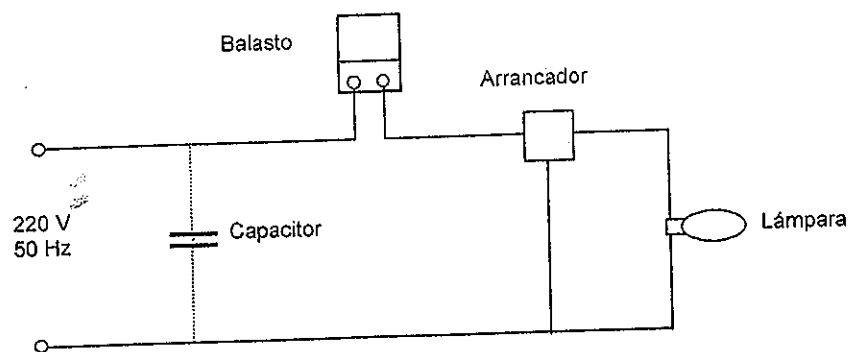 Balasto
Arrancador
220 V
50 Hz
Capacitor
Lámpara